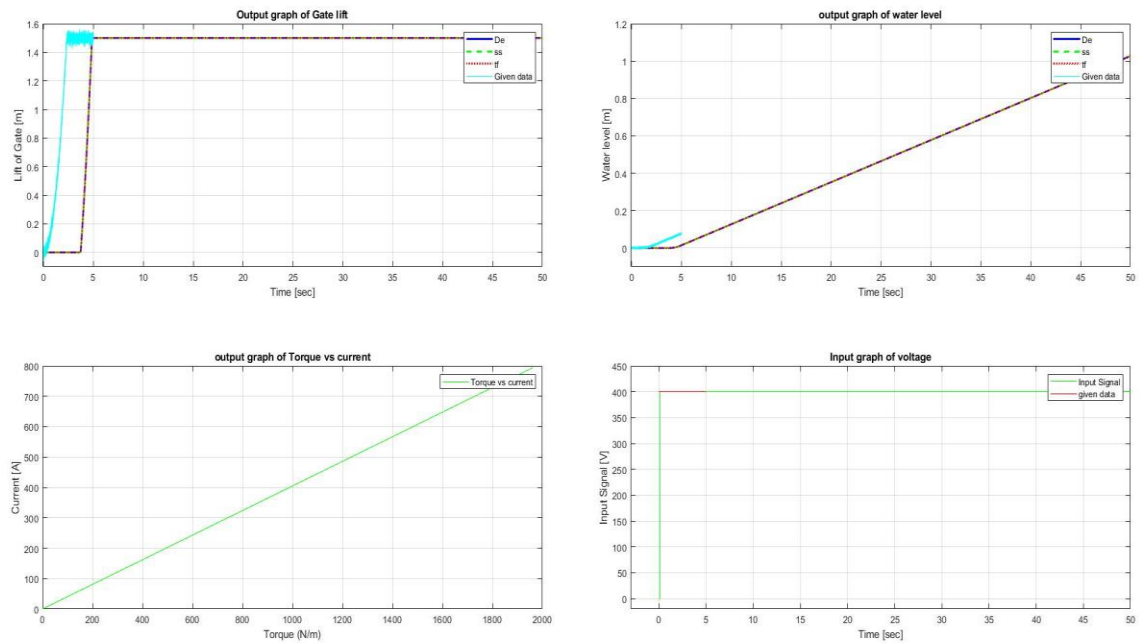 Output graph of Gate lift
1.6
1.4
1.2
1
0.8
0.6
0.4
0.2
0
Lift of Gate [m]
De
ss
tf
Given data
0 5 10 15 20 25 30 35 40 45 50
Time [sec]
output graph of water level
1.2
1
0.8
0.6
0.4
0.2
0
Water level [m]
De
ss
tf
Given data
0 5 10 15 20 25 30 35 40 45 50
Time [sec]
output graph of Torque vs current
800
700
600
500
400
300
200
100
0
Current [A]
Torque vs current
0 200 400 600 800 1000 1200 1400 1600 1800 2000
Torque (N/m)
Input graph of voltage
450
400
350
300
250
200
150
100
50
0
Input Signal [V]
Input Signal
given data
0 5 10 15 20 25 30 35 40 45 50
Time [sec]